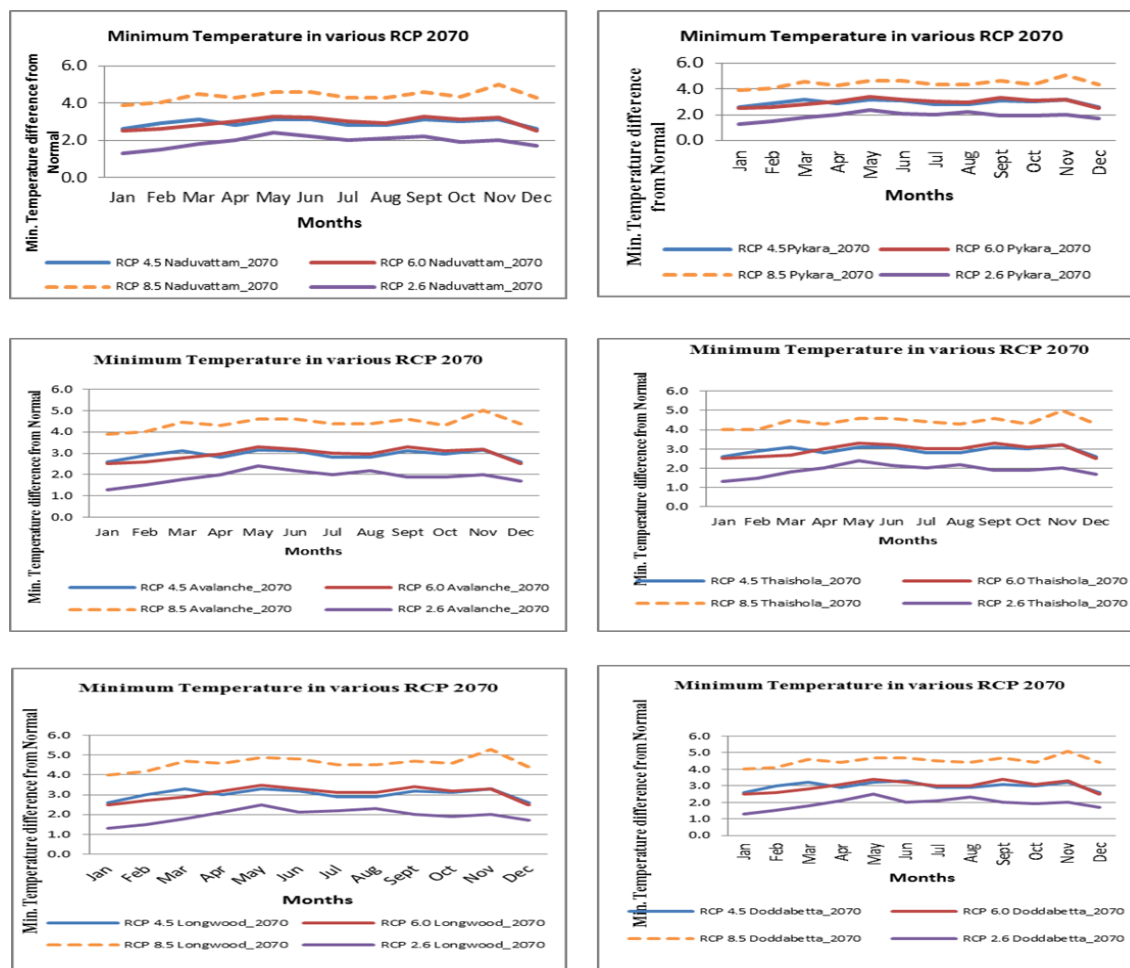 Minimum Temperature in various RCP 2070
Min. Temperature difference from
Normal
6.0
4.0
2.0
0.0
Jan Feb Mar Apr May Jun Jul Aug Sept Oct Nov Dec
Months
RCP 4.5 Naduvattam_2070 RCP 6.0 Naduvattam_2070
RCP 8.5 Naduvattam_2070 RCP 2.6 Naduvattam_2070
Minimum Temperature in various RCP 2070
Min. Temperature difference
from Normal
6.0
5.0
4.0
3.0
2.0
1.0
0.0
Jan Feb Mar Apr May Jun Jul Aug Sept Oct Nov Dec
Months
RCP 4.5Pykara_2070 RCP 6.0 Pykara_2070
RCP 8.5 Pykara_2070 RCP 2.6 Pykara_2070
Minimum Temperature in various RCP 2070
Min. Temperature difference from Normal
6.0
5.0
4.0
3.0
2.0
1.0
0.0
Jan Feb Mar Apr May Jun Jul Aug Sept Oct Nov Dec
Months
RCP 4.5 Avalanche_2070 RCP 6.0 Avalanche_2070
RCP 8.5 Avalanche_2070 RCP 2.6 Avalanche_2070
Minimum Temperature in various RCP 2070
Min. Temperature difference from Normal
6.0
5.0
4.0
3.0
2.0
1.0
0.0
Jan Feb Mar Apr May Jun Jul Aug Sept Oct Nov Dec
Months
RCP 4.5 Thaishola_2070 RCP 6.0 Thaishola_2070
RCP 8.5 Thaishola_2070 RCP 2.6 Thaishola_2070
Minimum Temperature in various RCP 2070
Min. Temperature difference from Normal
6.0
5.0
4.0
3.0
2.0
1.0
0.0
Jan Feb Mar Apr May Jun Jul Aug Sept Oct Nov Dec
Months
RCP 4.5 Longwood_2070 RCP 6.0 Longwood_2070
RCP 8.5 Longwood_2070 RCP 2.6 Longwood_2070
Minimum Temperature in various RCP 2070
Min. Temperature difference from Normal
6.0
5.0
4.0
3.0
2.0
1.0
0.0
Jan Feb Mar Apr May Jun Jul Aug Sept Oct Nov Dec
Months
RCP 4.5 Doddabetta_2070 RCP 6.0 Doddabetta_2070
RCP 8.5 Doddabetta_2070 RCP 2.6 Doddabetta_2070